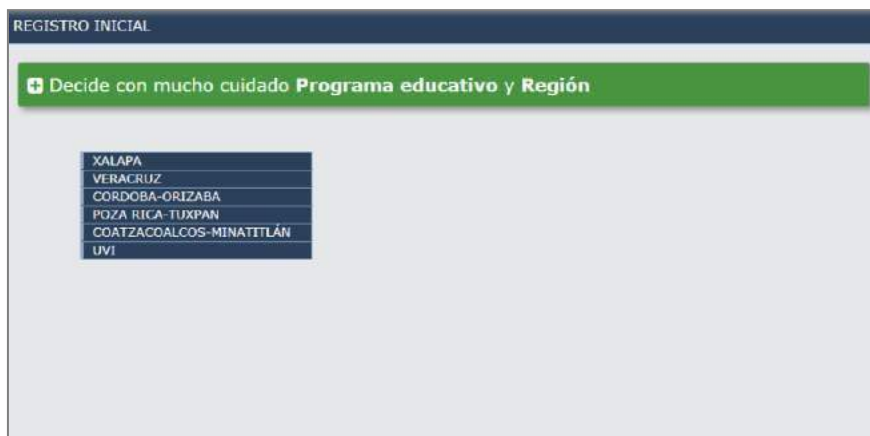 REGISTRO INICIAL
Decide con mucho cuidado Programa educativo y Región
XALAPA
VERACRUZ
CORDOBA-ORIZABA
POZA RICA-TUXPAN
COATZACOALCOS-MINATITLÁN
UVI